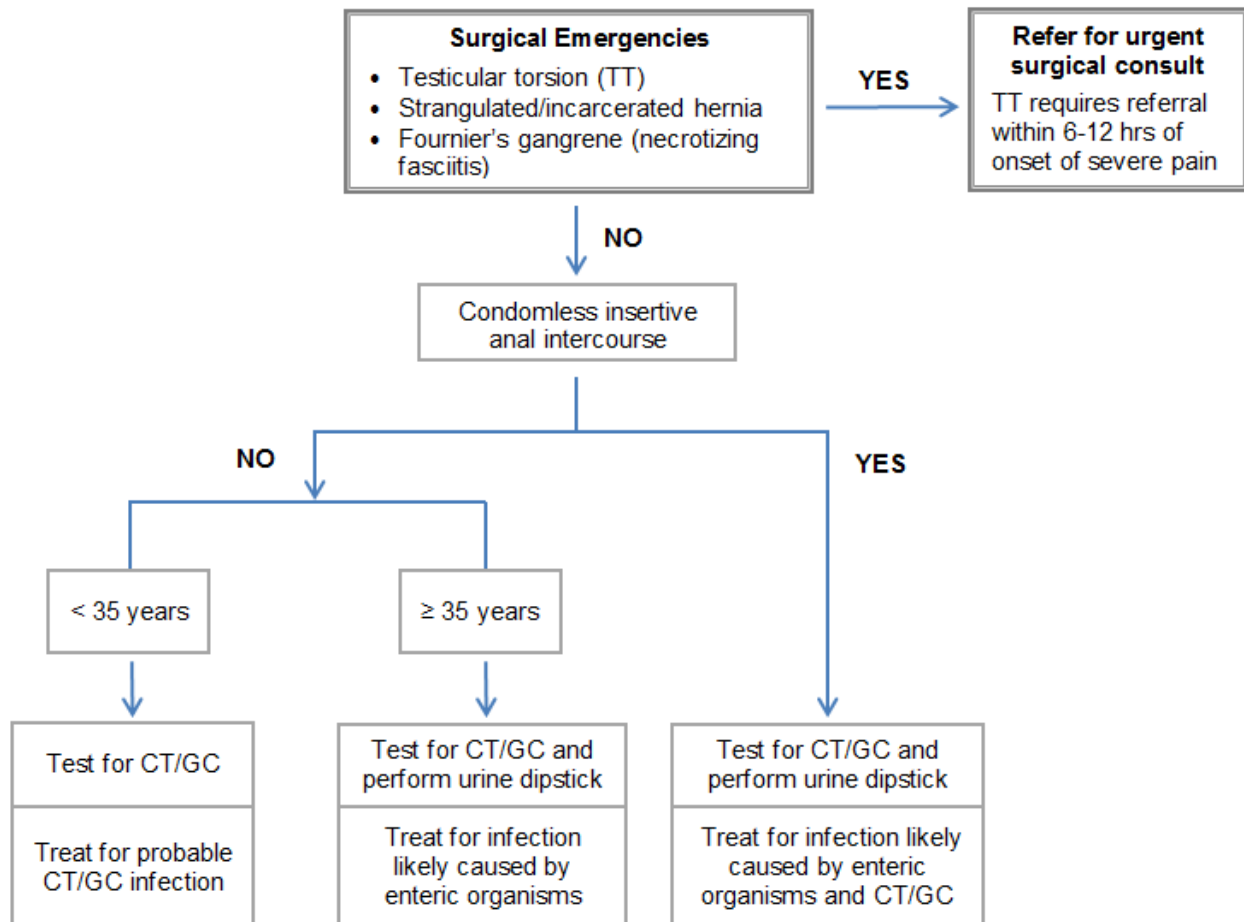 Surgical Emergencies
• Testicular torsion (TT)
• Strangulated/incarcerated hernia
• Fournier's gangrene (necrotizing
fasciitis)
YES
Refer for urgent
surgical consult
TT requires referral
within 6-12 hrs of
onset of severe pain
NO
Condomless insertive
anal intercourse
NO
YES
< 35 years
≥ 35 years
Test for CT/GC
Treat for probable
CT/GC infection
Test for CT/GC and
perform urine dipstick
Treat for infection
likely caused by
enteric organisms
Test for CT/GC and
perform urine dipstick
Treat for infection likely
caused by enteric
organisms and CT/GC